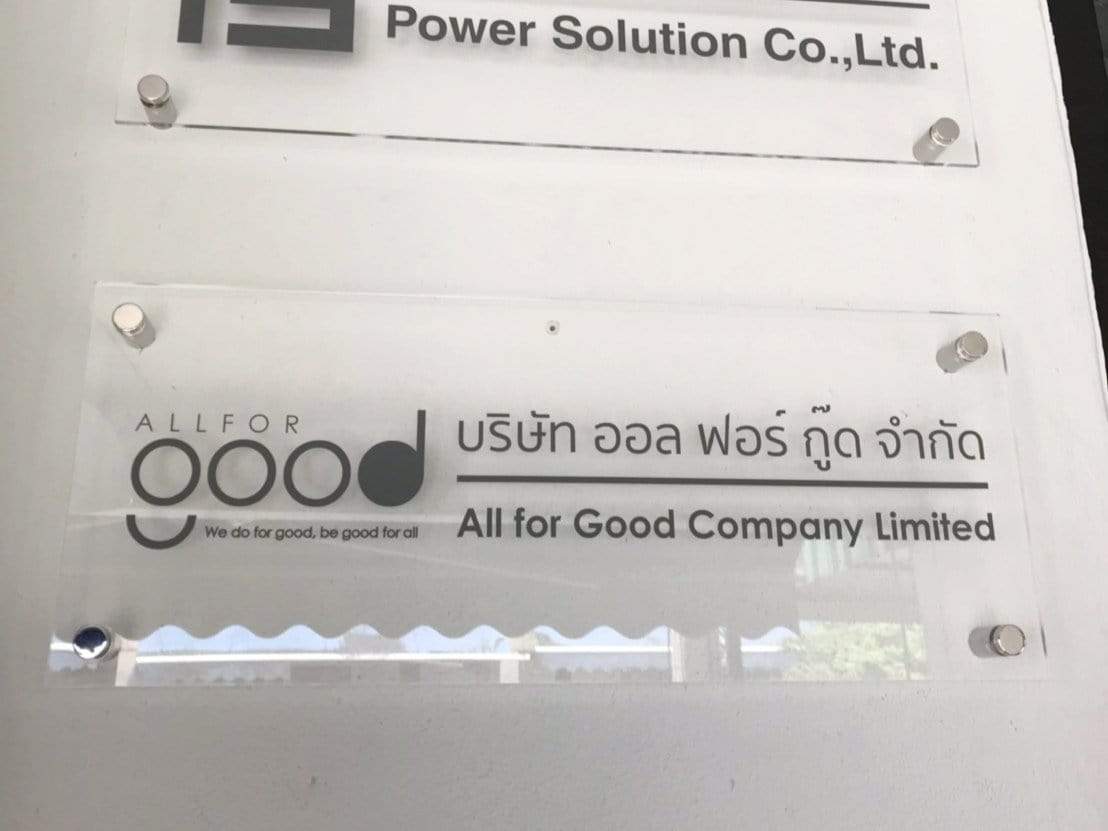 Power Solution Co.,Ltd.
ALLFOR
good
We do for good, be good for all
บริษัท ออล ฟอร์ กู๊ด จำกัด
All for Good Company Limited